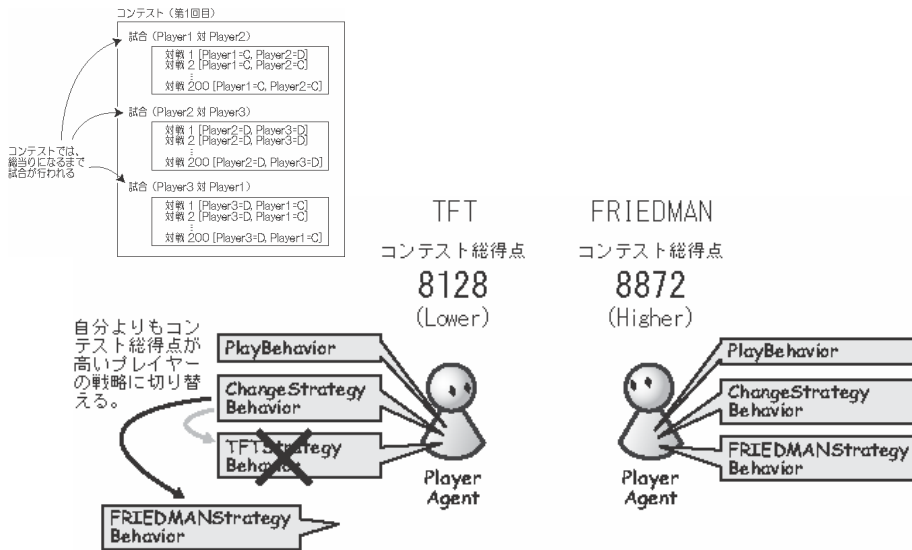 コンテスト（第1回目）
試合（Player1 対 Player2）
対戦 1 [Player1=C, Player2=D]
対戦 2 [Player1=C, Player2=C]
⋮
対戦 200 [Player1=C, Player2=C]
試合（Player2 対 Player3）
対戦 1 [Player2=D, Player3=D]
対戦 2 [Player2=D, Player3=D]
⋮
対戦 200 [Player2=D, Player3=D]
試合（Player3 対 Player1）
対戦 1 [Player3=D, Player1=C]
対戦 2 [Player3=D, Player1=C]
⋮
対戦 200 [Player3=D, Player1=C]
コンテストでは、
総当りになるまで
試合が行われる
TFT
コンテスト総得点
8128
(Lower)
FRIEDMAN
コンテスト総得点
8872
(Higher)
自分よりもコン
テスト総得点が
高いプレイヤー
の戦略に切り替
える。
PlayBehavior
ChangeStrategy
Behavior
TFTStrategy
Behavior
FRIEDMANStrategy
Behavior
Player
Agent
Player
Agent
PlayBehavior
ChangeStrategy
Behavior
FRIEDMANStrategy
Behavior